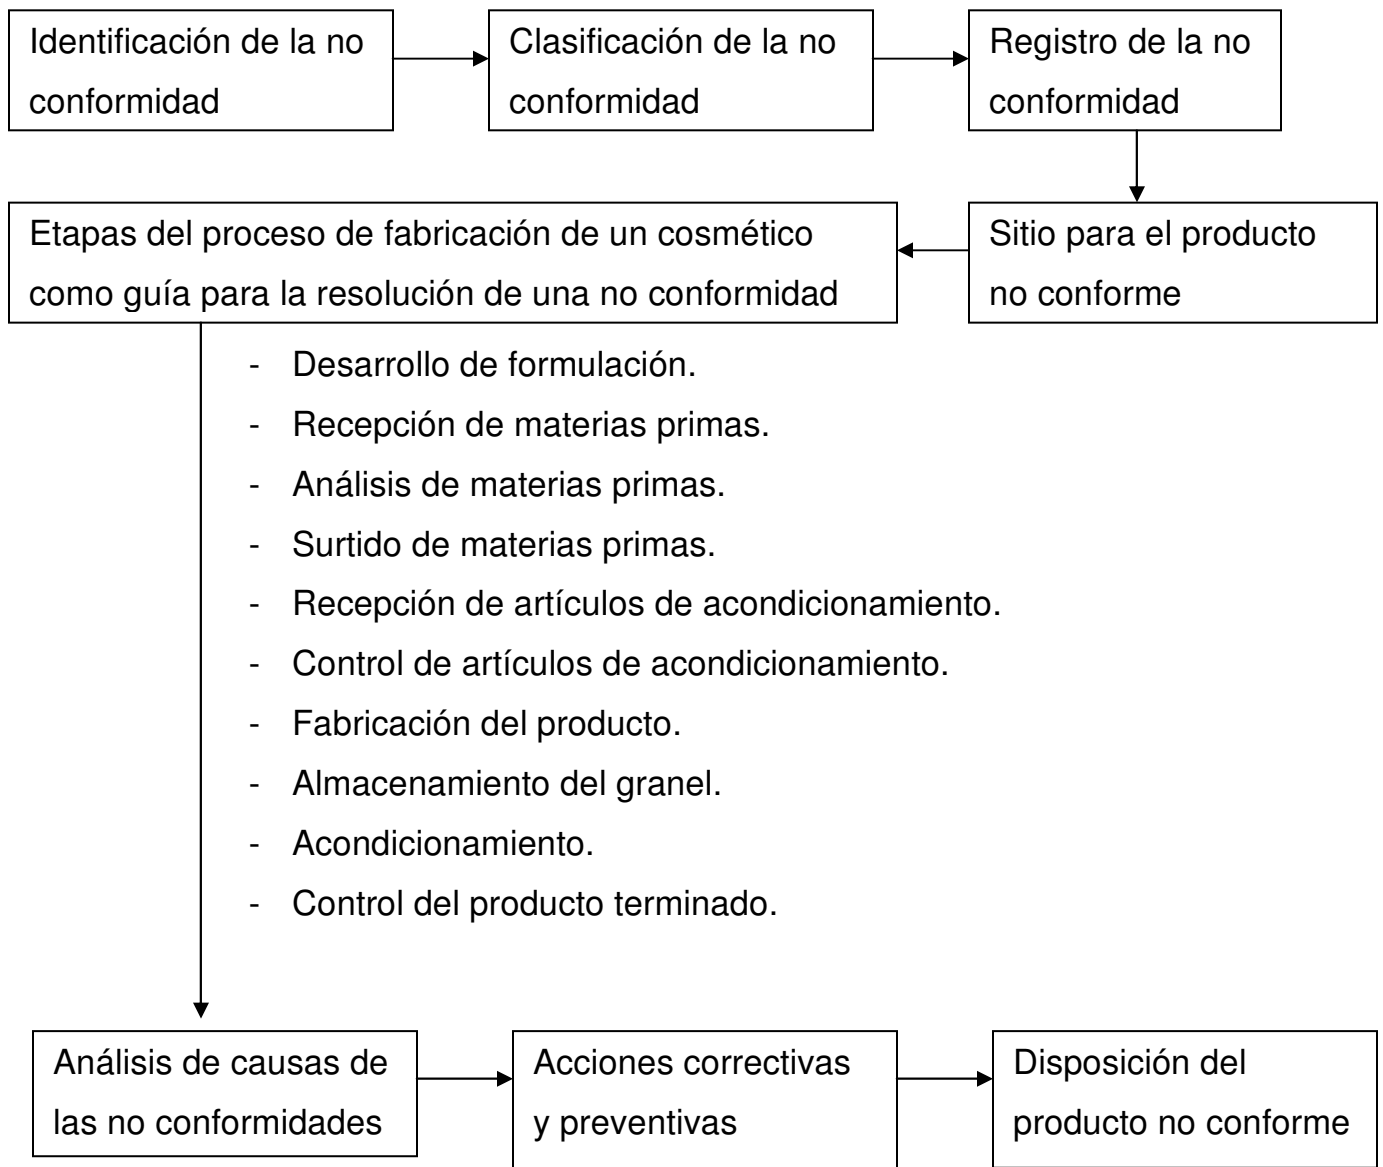 Identificación de la no
conformidad
Clasificación de la no
conformidad
Registro de la no
conformidad
Etapas del proceso de fabricación de un cosmético
como guía para la resolución de una no conformidad
Sitio para el producto
no conforme
- Desarrollo de formulación.
- Recepción de materias primas.
- Análisis de materias primas.
- Surtido de materias primas.
- Recepción de artículos de acondicionamiento.
- Control de artículos de acondicionamiento.
- Fabricación del producto.
- Almacenamiento del granel.
- Acondicionamiento.
- Control del producto terminado.
Análisis de causas de
las no conformidades
Acciones correctivas
y preventivas
Disposición del
producto no conforme